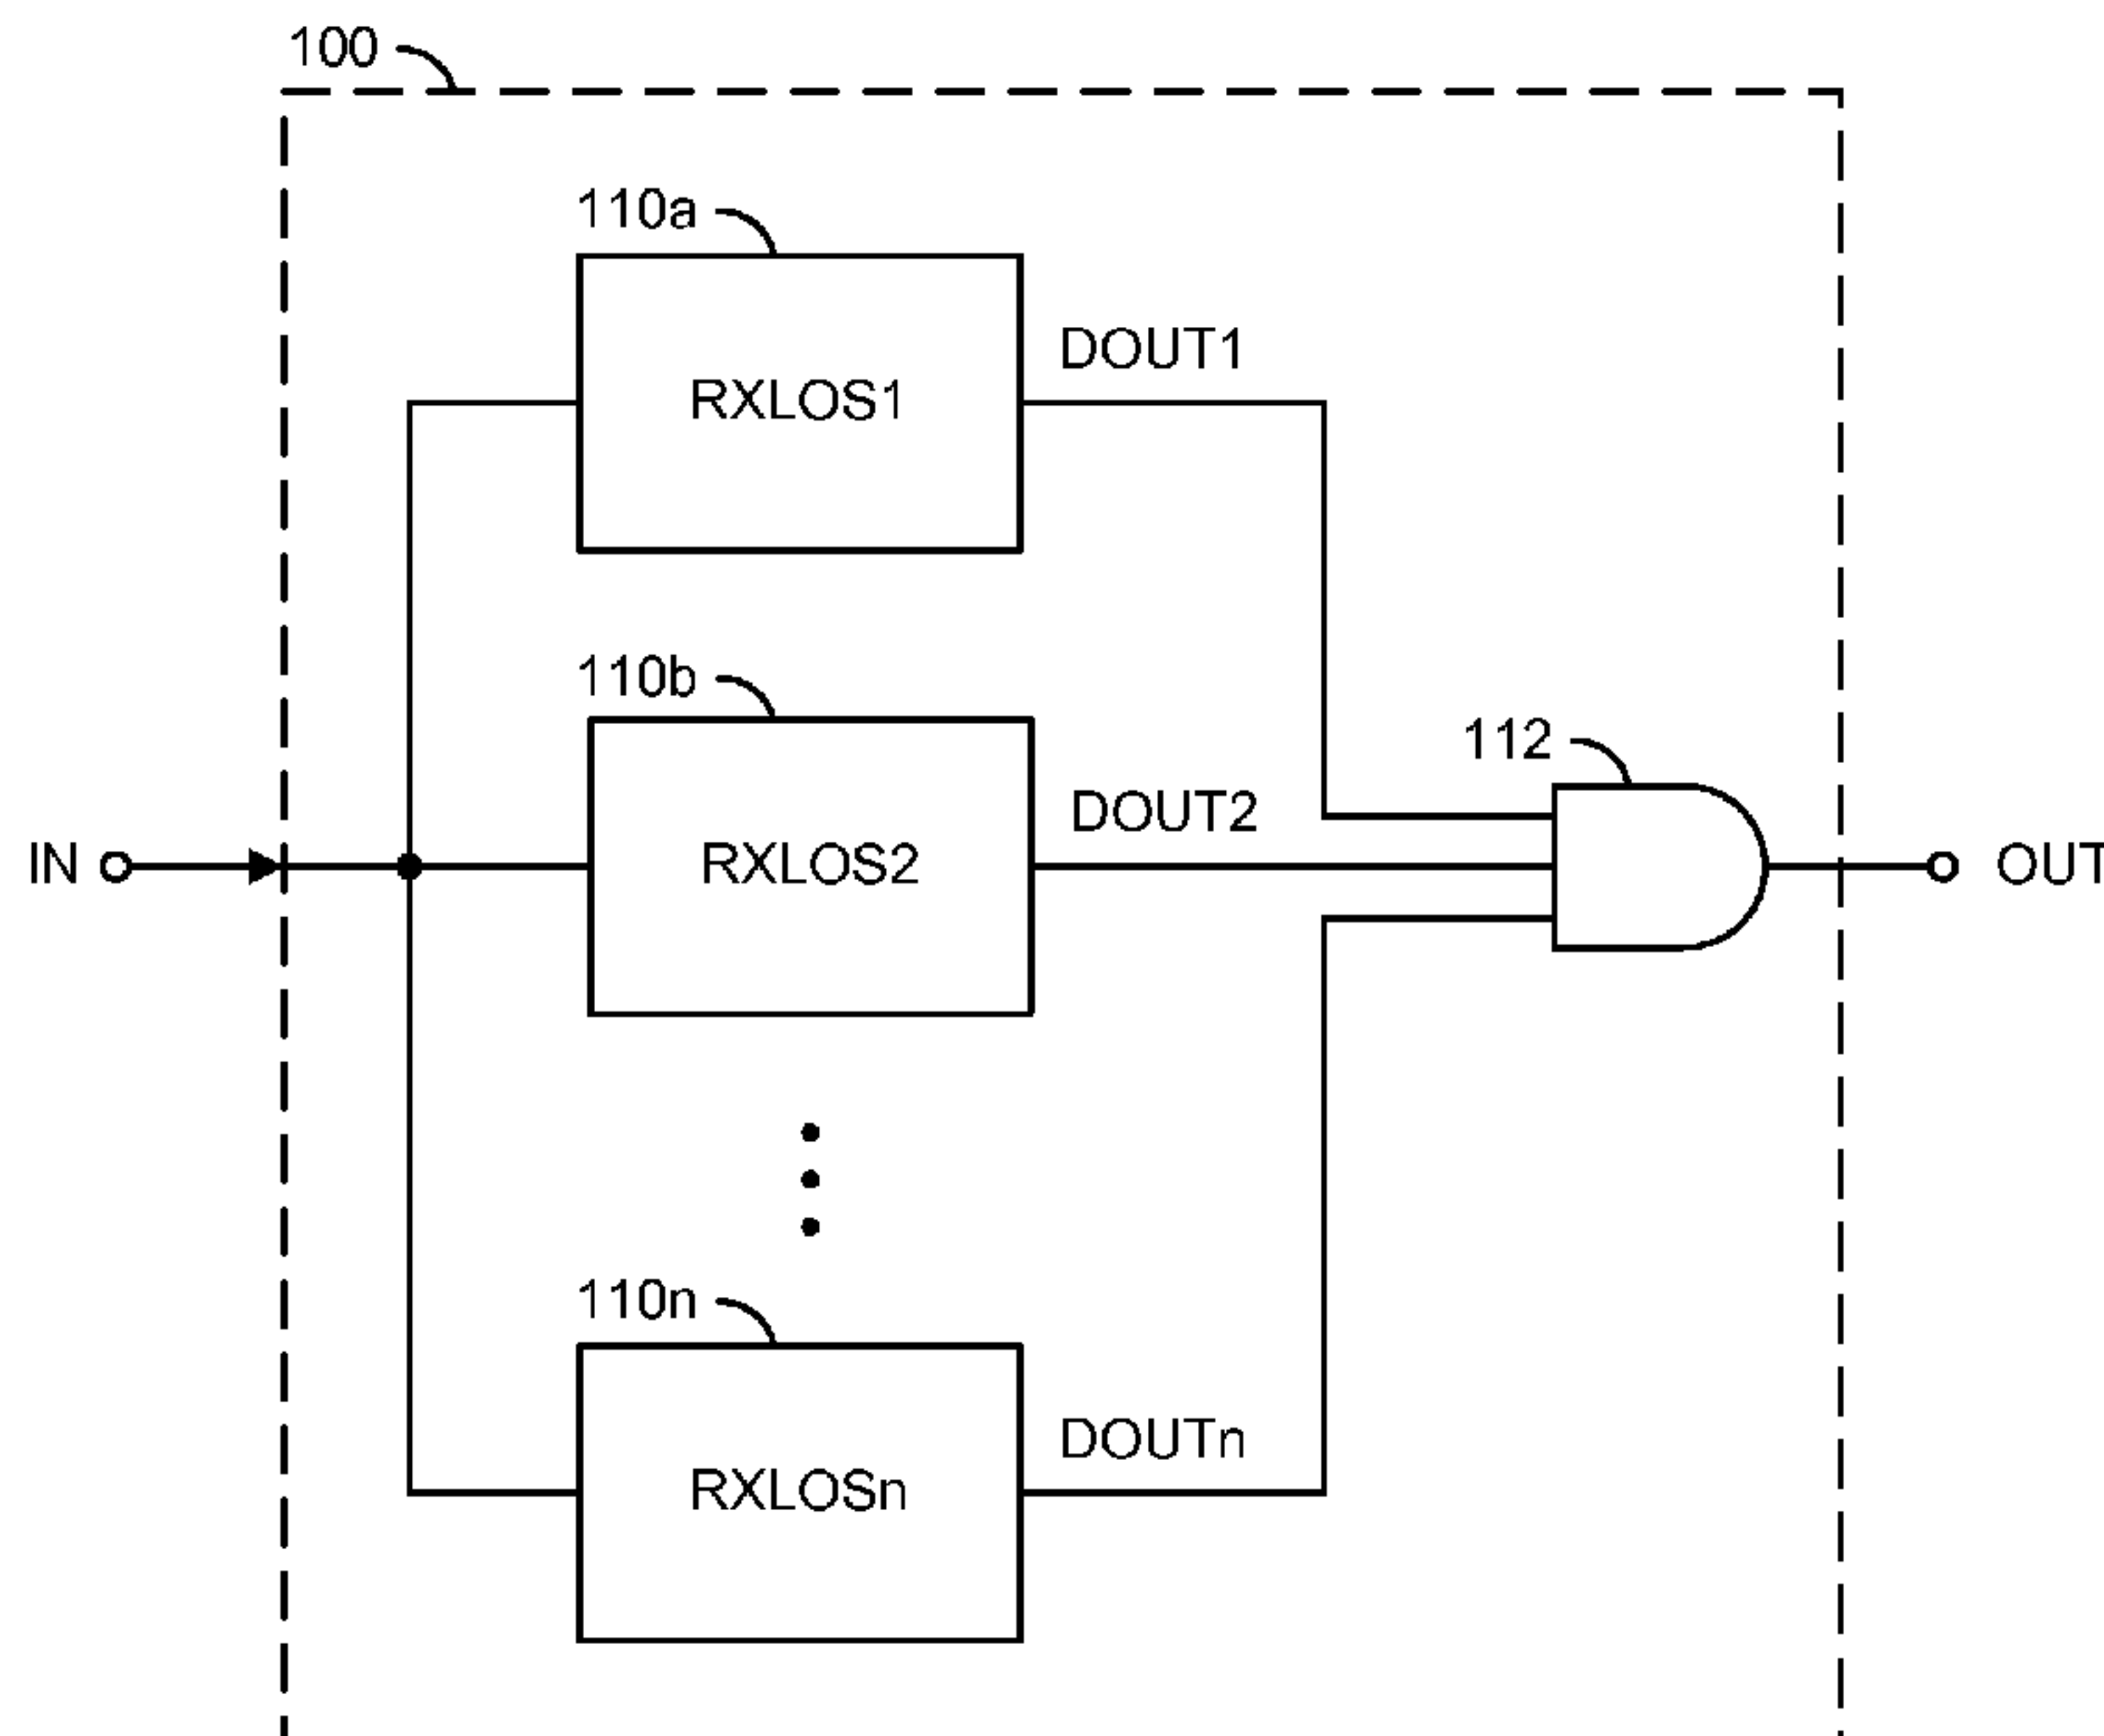 100
110a
DOUT1
RXLOS1
110b
112
DOUT2
IN
RXLOS2
OUT
110n
DOUTn
RXLOSn